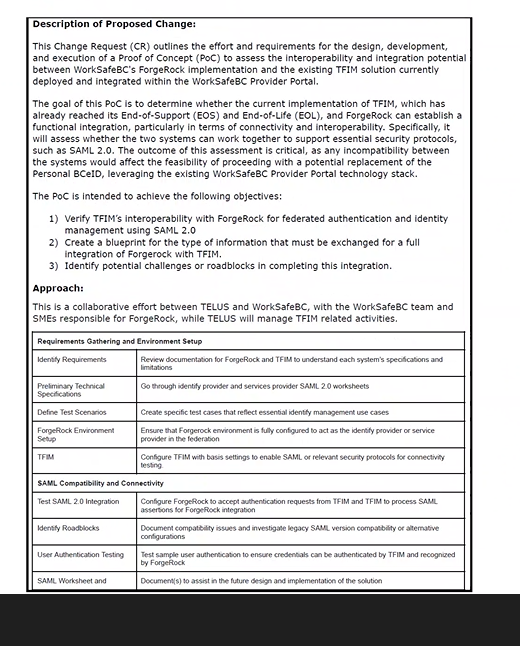 Description of Proposed Change:
This Change Request (CR) outlines the effort and requirements for the design, development,
and execution of a Proof of Concept (PoC) to assess the interoperability and integration potential
between WorkSafeBC's ForgeRock implementation and the existing TFIM solution currently
deployed and integrated within the WorkSafeBC Provider Portal.
The goal of this PoC is to determine whether the current implementation of TFIM, which has
already reached its End-of-Support (EOS) and End-of-Life (EOL), and ForgeRock can establish a
functional integration, particularly in terms of connectivity and interoperability. Specifically, it
will assess whether the two systems can work together to support essential security protocols,
such as SAML 2.0. The outcome of this assessment is critical, as any incompatibility between
the systems would affect the feasibility of proceeding with a potential replacement of the
Personal BCeID, leveraging the existing WorkSafeBC Provider Portal technology stack.
The PoC is intended to achieve the following objectives:
1) Verify TFIM's interoperability with ForgeRock for federated authentication and identity
management using SAML 2.0
2) Create a blueprint for the type of information that must be exchanged for a full
integration of Forgerock with TFIM.
3) Identify potential challenges or roadblocks in completing this integration.
Approach:
This is a collaborative effort between TELUS and WorkSafeBC, with the WorkSafeBC team and
SMEs responsible for ForgeRock, while TELUS will manage TFIM related activities.
Requirements Gathering and Environment Setup
Identify Requirements
Review documentation for ForgeRock and TFIM to understand each system's specifications and
limitations
Preliminary Technical
Specifications
Go through identify provider and services provider SAML 2.0 worksheets
Define Test Scenarios
Create specific test cases that reflect essential identify management use cases
ForgeRock Environment
Setup
Ensure that Forgerock environment is fully configured to act as the identify provider or service
provider in the federation
TFIM
Configure TFIM with basis settings to enable SAML or relevant security protocols for connectivity
testing.
SAML Compatibility and Connectivity
Test SAML 2.0 Integration
Configure ForgeRock to accept authentication requests from TFIM and TFIM to process SAML
assertions for ForgeRock integration
Identify Roadblocks
Document compatibility issues and investigate legacy SAML version compatibility or alternative
configurations
User Authentication Testing
Test sample user authentication to ensure credentials can be authenticated by TFIM and recognized
by ForgeRock
SAML Worksheet and
Document(s) to assist in the future design and implementation of the solution